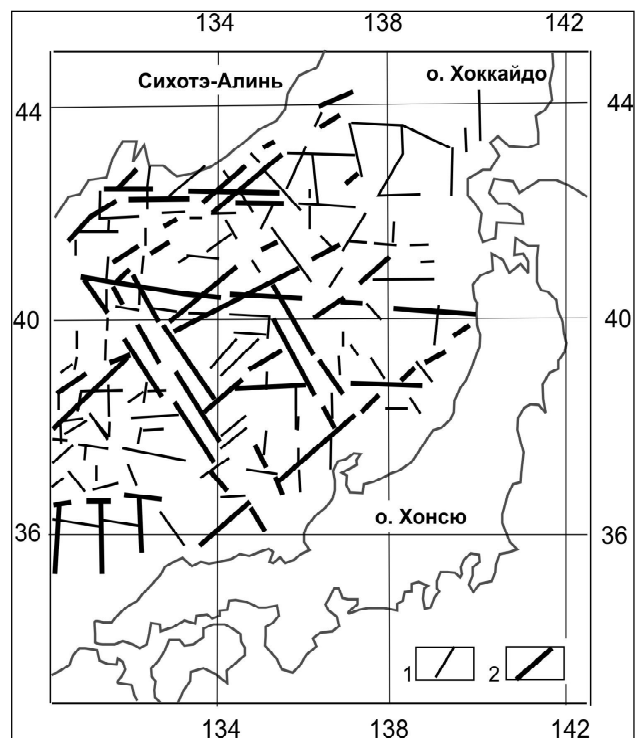 134 138 142
Сихотэ-Алинь
о. Хоккайдо
44 44
40 40
о. Хонсю
36 36
1 2
134 138 142